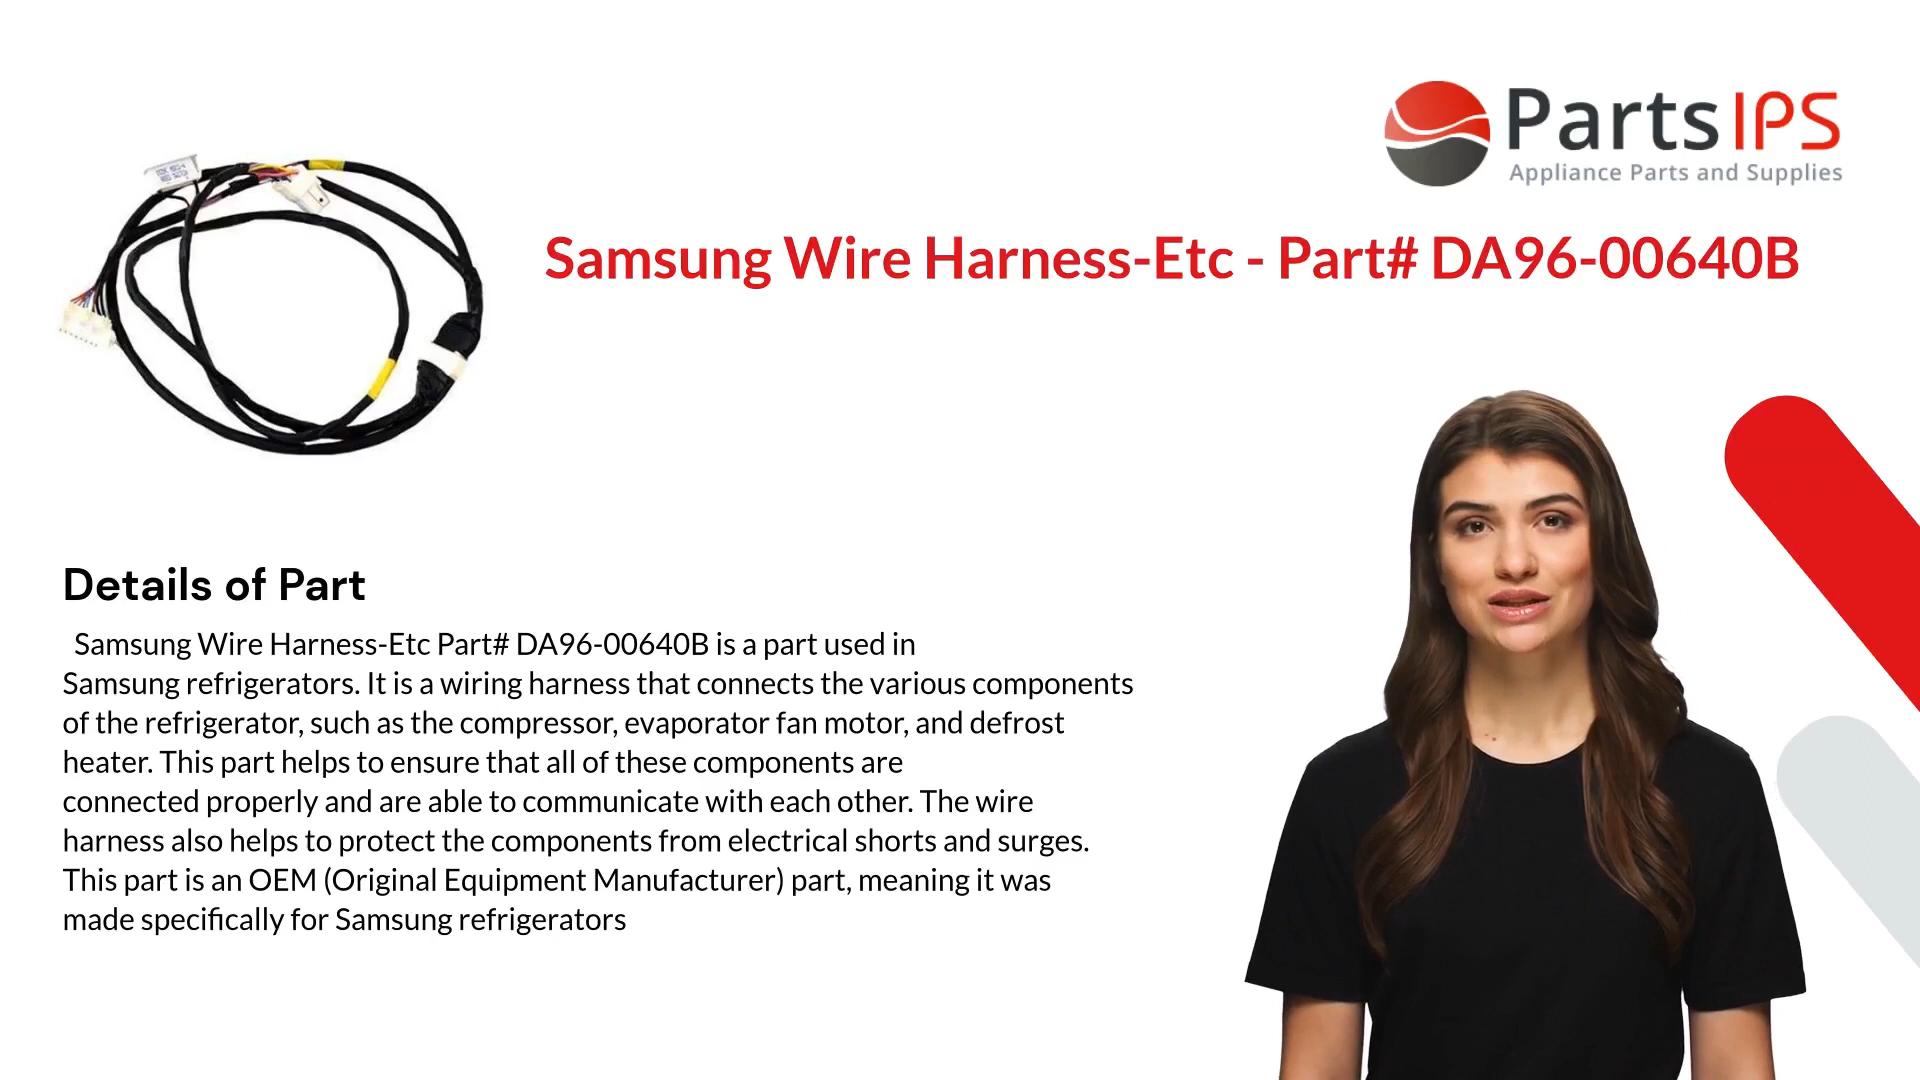 Parts IPS
Appliance Parts and Supplies
Samsung Wire Harness-Etc - Part# DA96-00640B
Details of Part
Samsung Wire Harness-Etc Part# DA96-00640B is a part used in
Samsung refrigerators. It is a wiring harness that connects the various components
of the refrigerator, such as the compressor, evaporator fan motor, and defrost
heater. This part helps to ensure that all of these components are
connected properly and are able to communicate with each other. The wire
harness also helps to protect the components from electrical shorts and surges.
This part is an OEM (Original Equipment Manufacturer) part, meaning it was
made specifically for Samsung refrigerators